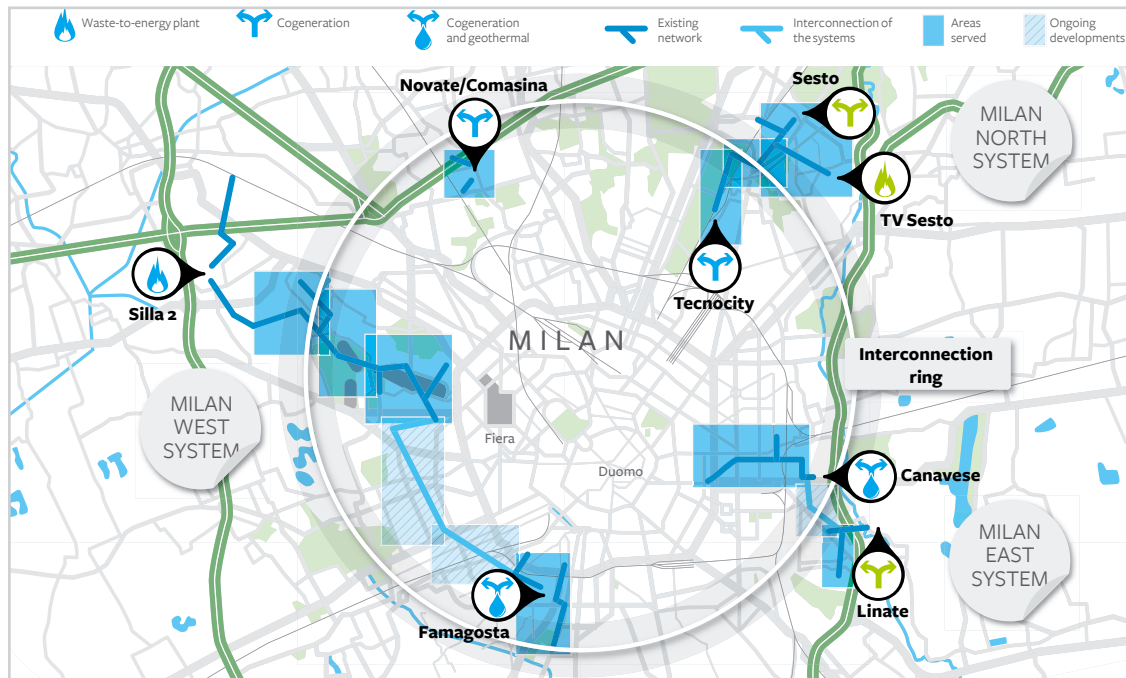 Waste-to-energy plant
Cogeneration
Cogeneration
and geothermal
Existing
network
Interconnection of
the systems
Areas
served
Ongoing
developments
Novate/Comasina
Sesto
MILAN
NORTH
SYSTEM
TV Sesto
Tecnocity
Silla 2
MILAN
Interconnection
ring
MILAN
WEST
SYSTEM
Fiera
Duomo
Canavese
MILAN
EAST
SYSTEM
Linate
Famagosta